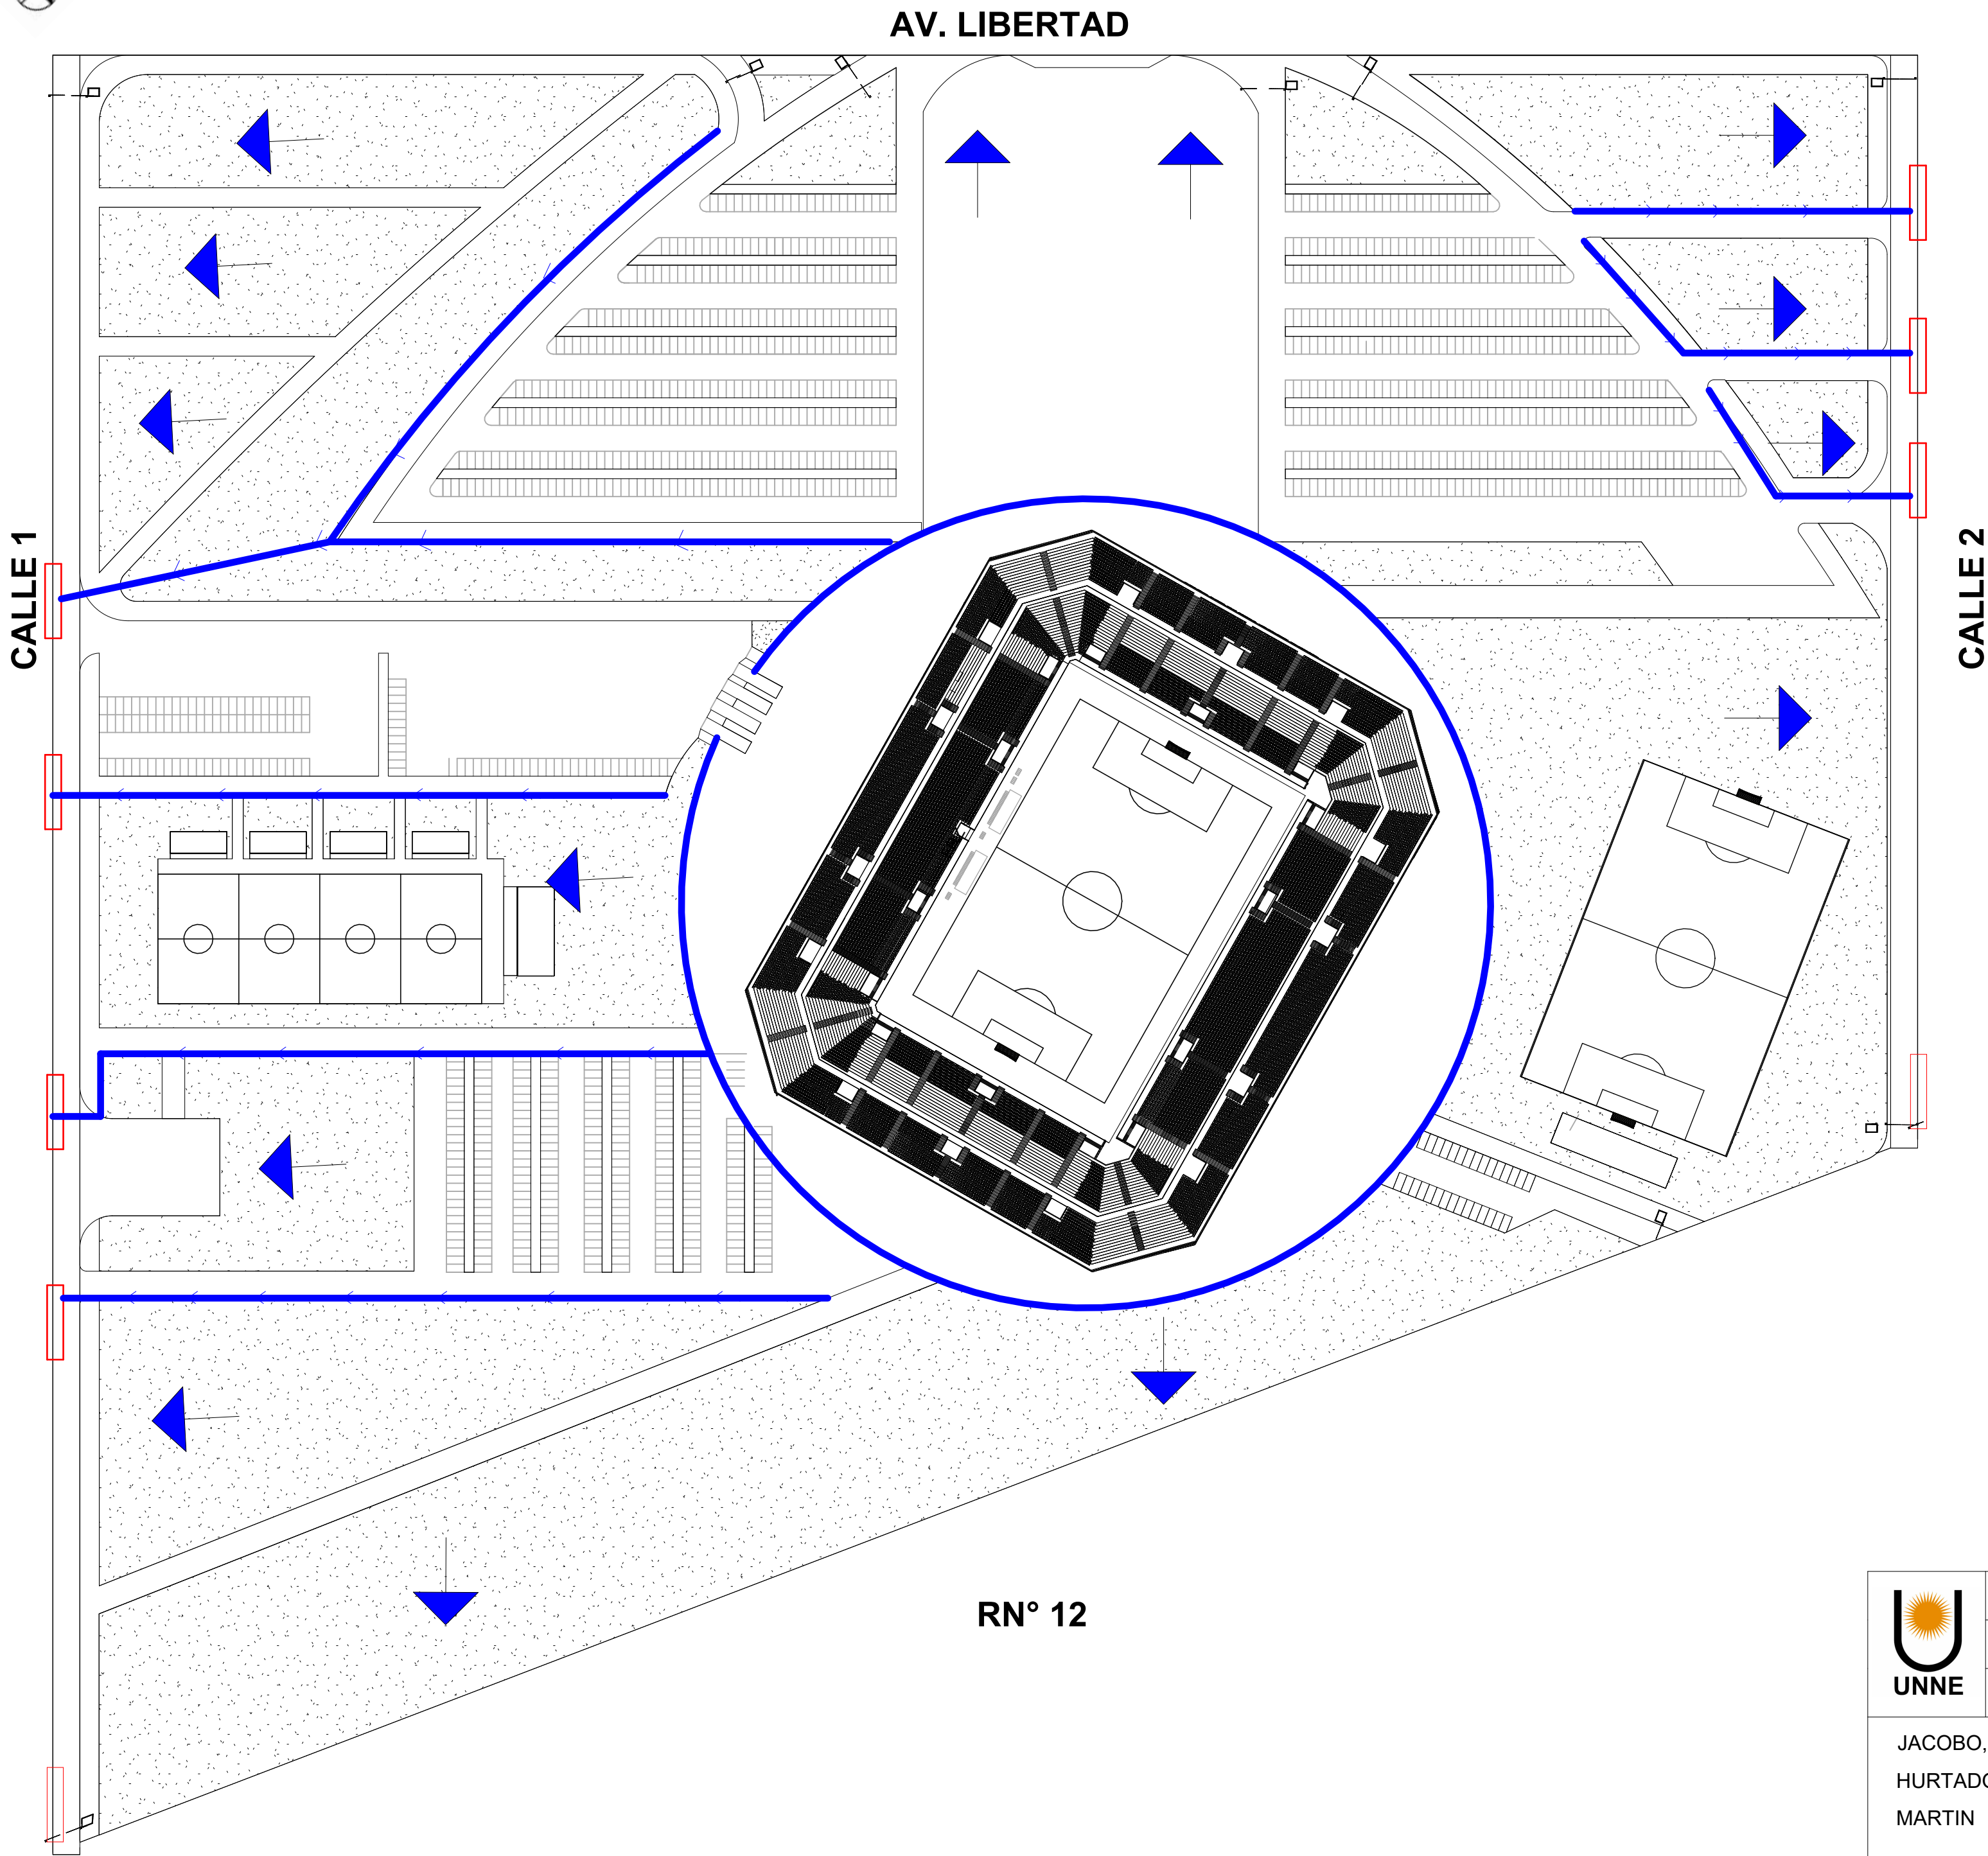 AV. LIBERTAD
CALLE 1
CALLE 2
RN° 12
UNNE
JACOBO,
HURTADO
MARTIN